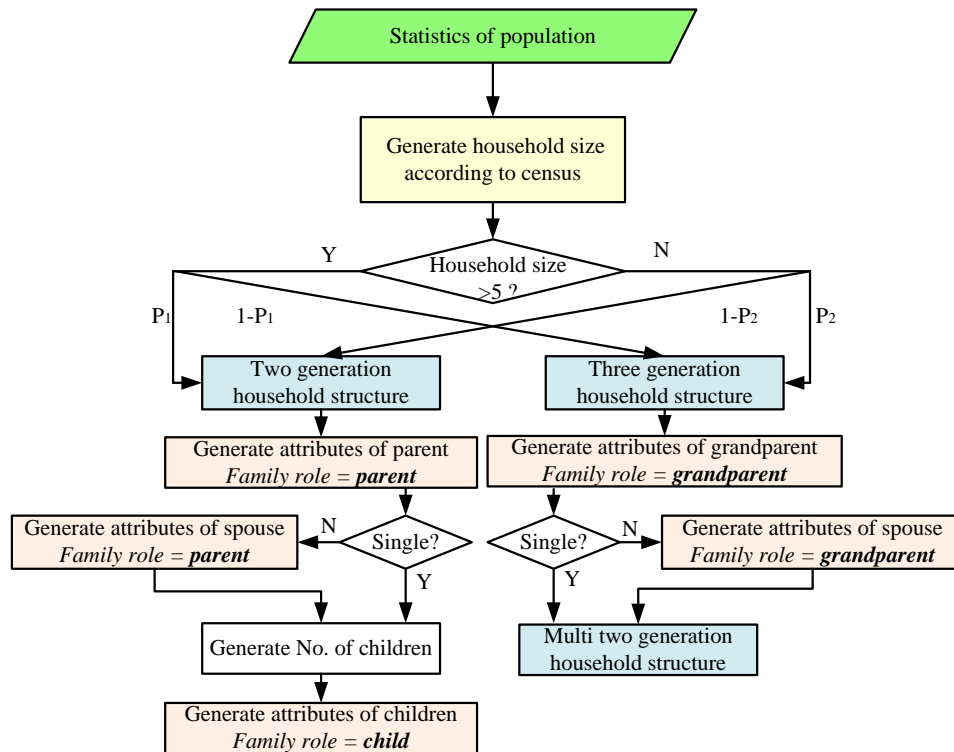 Statistics of population
Generate household size
according to census
Y
N
Household size
>5 ?
P1
1-P1
1-P2
P2
Two generation
household structure
Three generation
household structure
Generate attributes of parent
Family role = parent
Generate attributes of grandparent
Family role = grandparent
Generate attributes of spouse
Family role = parent
N
Single?
Single?
N
Generate attributes of spouse
Family role = grandparent
Y
Y
Generate No. of children
Multi two generation
household structure
Generate attributes of children
Family role = child